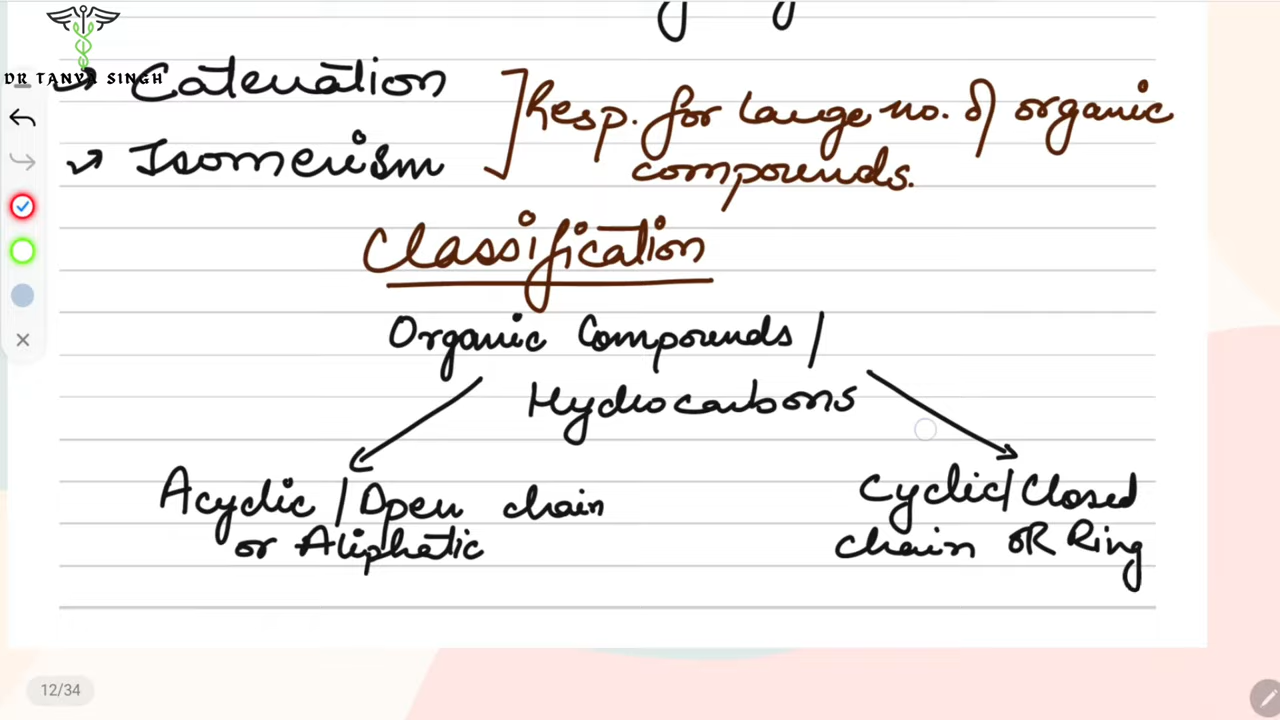 DR TANYA SINGH
→ Catenation
→ Isomerism
Resp. for large no. of organic
compounds.
Classification
Organic Compounds /
Hydrocarbons
Acyclic / Open chain
or Aliphatic
Cyclic / Closed
chain OR Ring
12/34